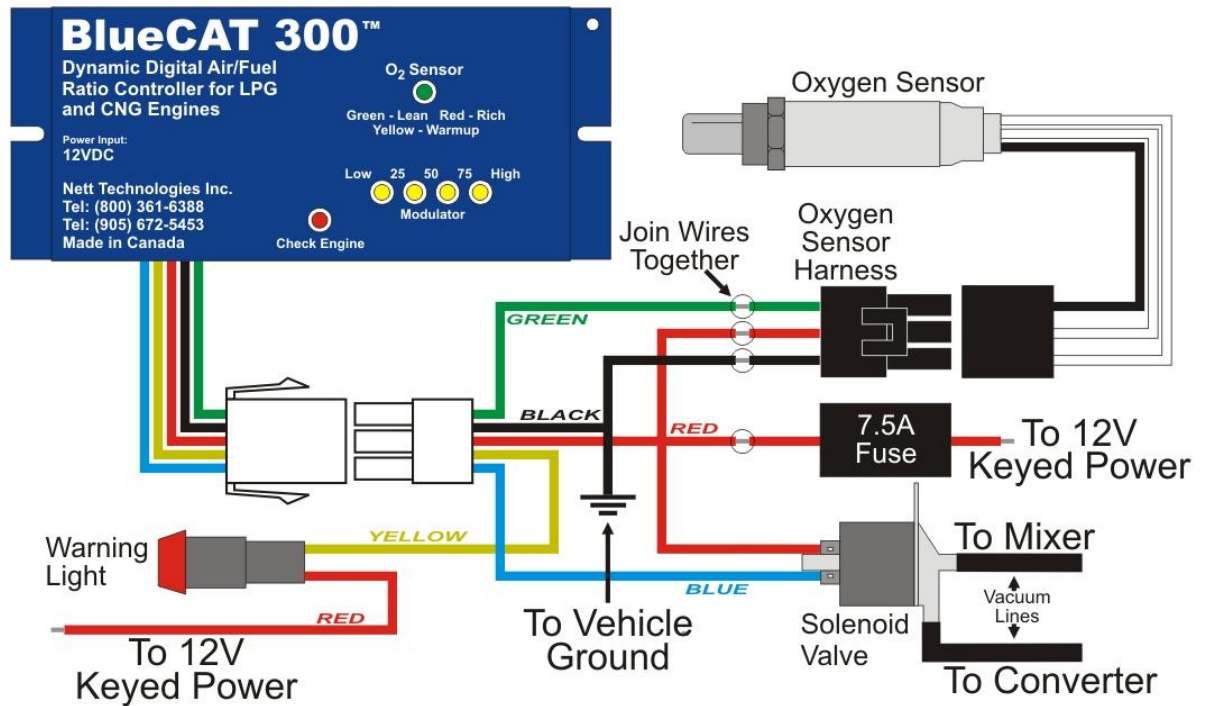 BlueCAT 300™
Dynamic Digital Air/Fuel
Ratio Controller for LPG
and CNG Engines
Power Input:
12VDC
Nett Technologies Inc.
Tel: (800) 361-6388
Tel: (905) 672-5453
Made in Canada
O2 Sensor
Green - Lean Red - Rich
Yellow - Warmup
Low 25 50 75 High
Modulator
Check Engine
Oxygen Sensor
Join Wires
Together
Oxygen
Sensor
Harness
GREEN
BLACK
RED
7.5A
Fuse
To 12V
Keyed Power
YELLOW
BLUE
Warning
Light
RED
To 12V
Keyed Power
To Vehicle
Ground
Solenoid
Valve
To Mixer
Vacuum
Lines
To Converter